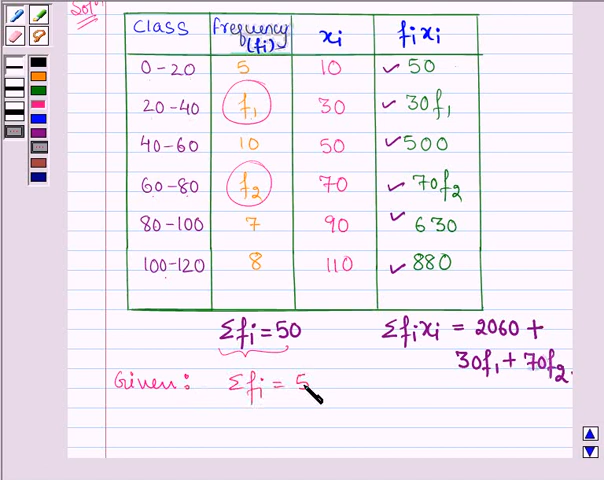 Soln
Class frequency (fi) xi fixi
0-20 5 10 ✓ 50
20-40 f1 30 ✓ 30f1
40-60 10 50 ✓ 500
60-80 f2 70 ✓ 70f2
80-100 7 90 ✓ 630
100-120 8 110 ✓ 880
Σfi = 50 Σfixi = 2060 +
30f1 + 70f2.
Given: Σfi = 5